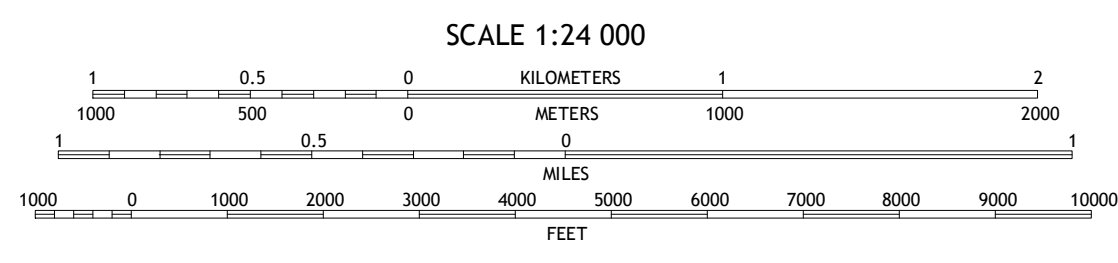 SCALE 1:24 000
1 0.5 0 KILOMETERS 1 2
1000 500 0 METERS 1000 2000
1 0.5 0 1
MILES
1000 0 1000 2000 3000 4000 5000 6000 7000 8000 9000 10000
FEET